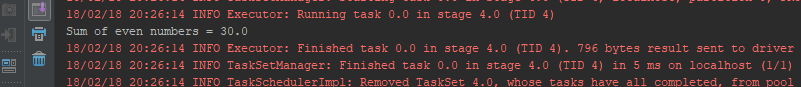 18/02/18 20:26:14 INFO Executor: Running task 0.0 in stage 4.0 (TID 4)
Sum of even numbers = 30.0
18/02/18 20:26:14 INFO Executor: Finished task 0.0 in stage 4.0 (TID 4). 796 bytes result sent to driver
18/02/18 20:26:14 INFO TaskSetManager: Finished task 0.0 in stage 4.0 (TID 4) in 5 ms on localhost (1/1)
18/02/18 20:26:14 INFO TaskSchedulerImpl: Removed TaskSet 4.0, whose tasks have all completed, from pool